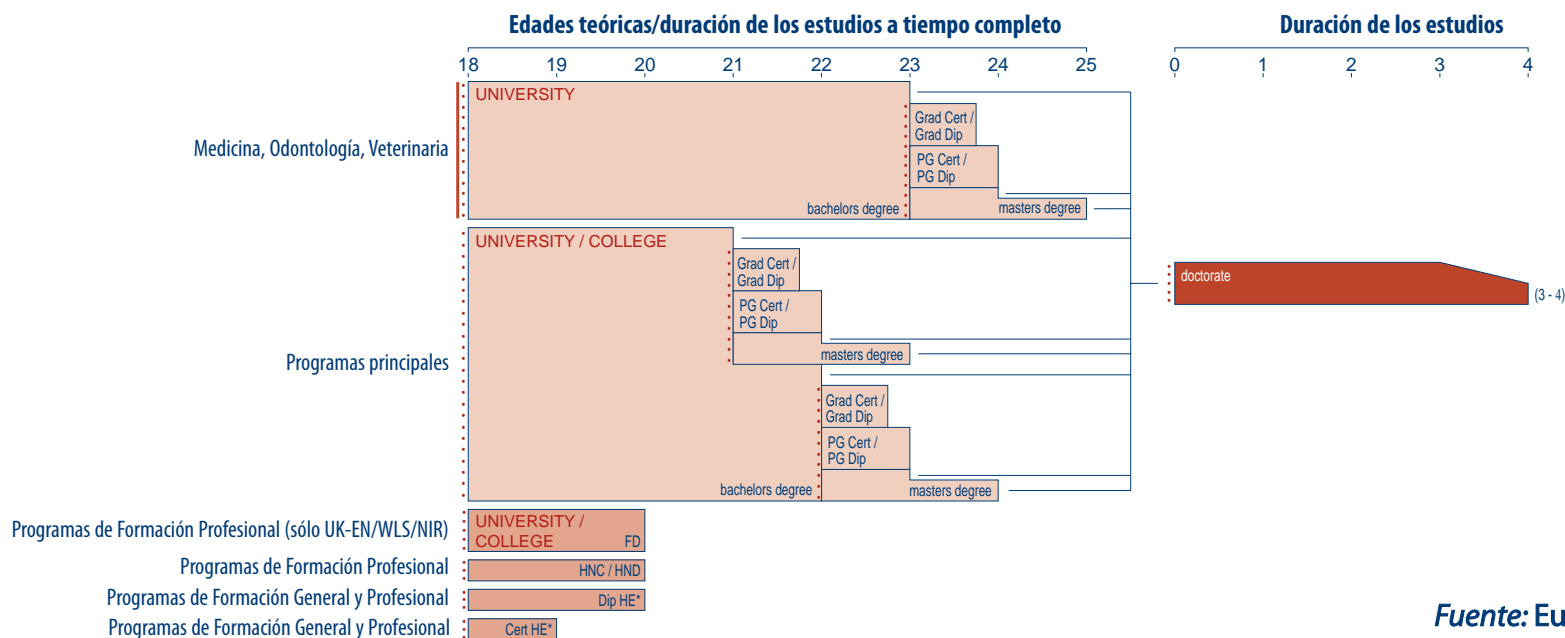 Edades teóricas/duración de los estudios a tiempo completo
Duración de los estudios
18 19 20 21 22 23 24 25
0 1 2 3 4
Medicina, Odontología, Veterinaria
UNIVERSITY
Grad Cert /
Grad Dip
PG Cert /
PG Dip
bachelors degree
masters degree
Programas principales
UNIVERSITY / COLLEGE
Grad Cert /
Grad Dip
PG Cert /
PG Dip
masters degree
Grad Cert /
Grad Dip
PG Cert /
PG Dip
bachelors degree
masters degree
doctorate
(3 - 4)
Programas de Formación Profesional (sólo UK-EN/WLS/NIR)
UNIVERSITY /
COLLEGE
FD
Programas de Formación Profesional
HNC / HND
Programas de Formación General y Profesional
Dip HE*
Programas de Formación General y Profesional
Cert HE*
Fuente: Eu